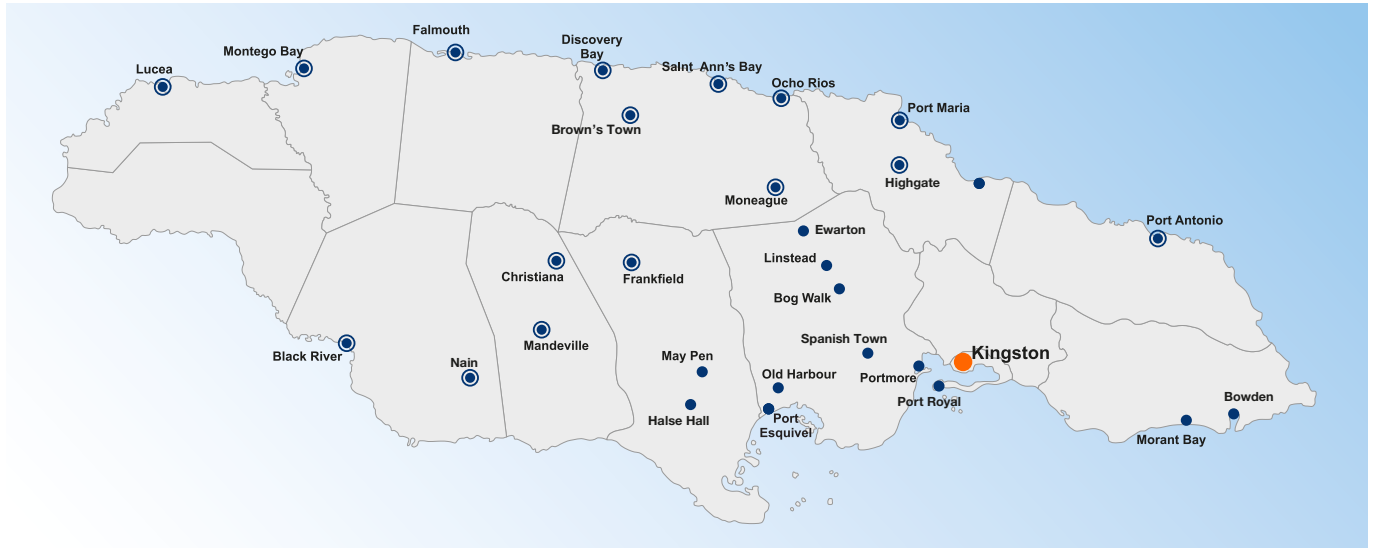 Falmouth
Discovery
Bay
Montego Bay
Lucea
Saint Ann's Bay
Ocho Rios
Port Maria
Brown's Town
Highgate
Moneague
Port Antonio
Ewarton
Linstead
Christiana
Frankfield
Bog Walk
Spanish Town
Mandeville
Black River
Kingston
May Pen
Nain
Old Harbour
Portmore
Port Royal
Bowden
Halse Hall
Port
Esquivel
Morant Bay